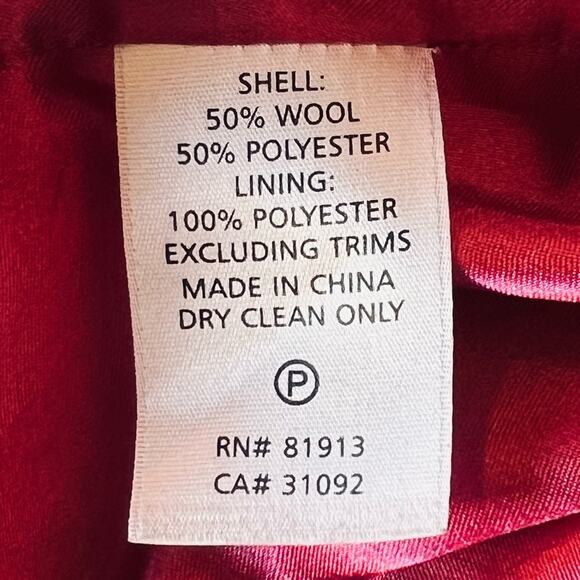 SHELL:
50% WOOL
50% POLYESTER
LINING:
100% POLYESTER
EXCLUDING TRIMS
MADE IN CHINA
DRY CLEAN ONLY
P
RN# 81913
CA# 31092